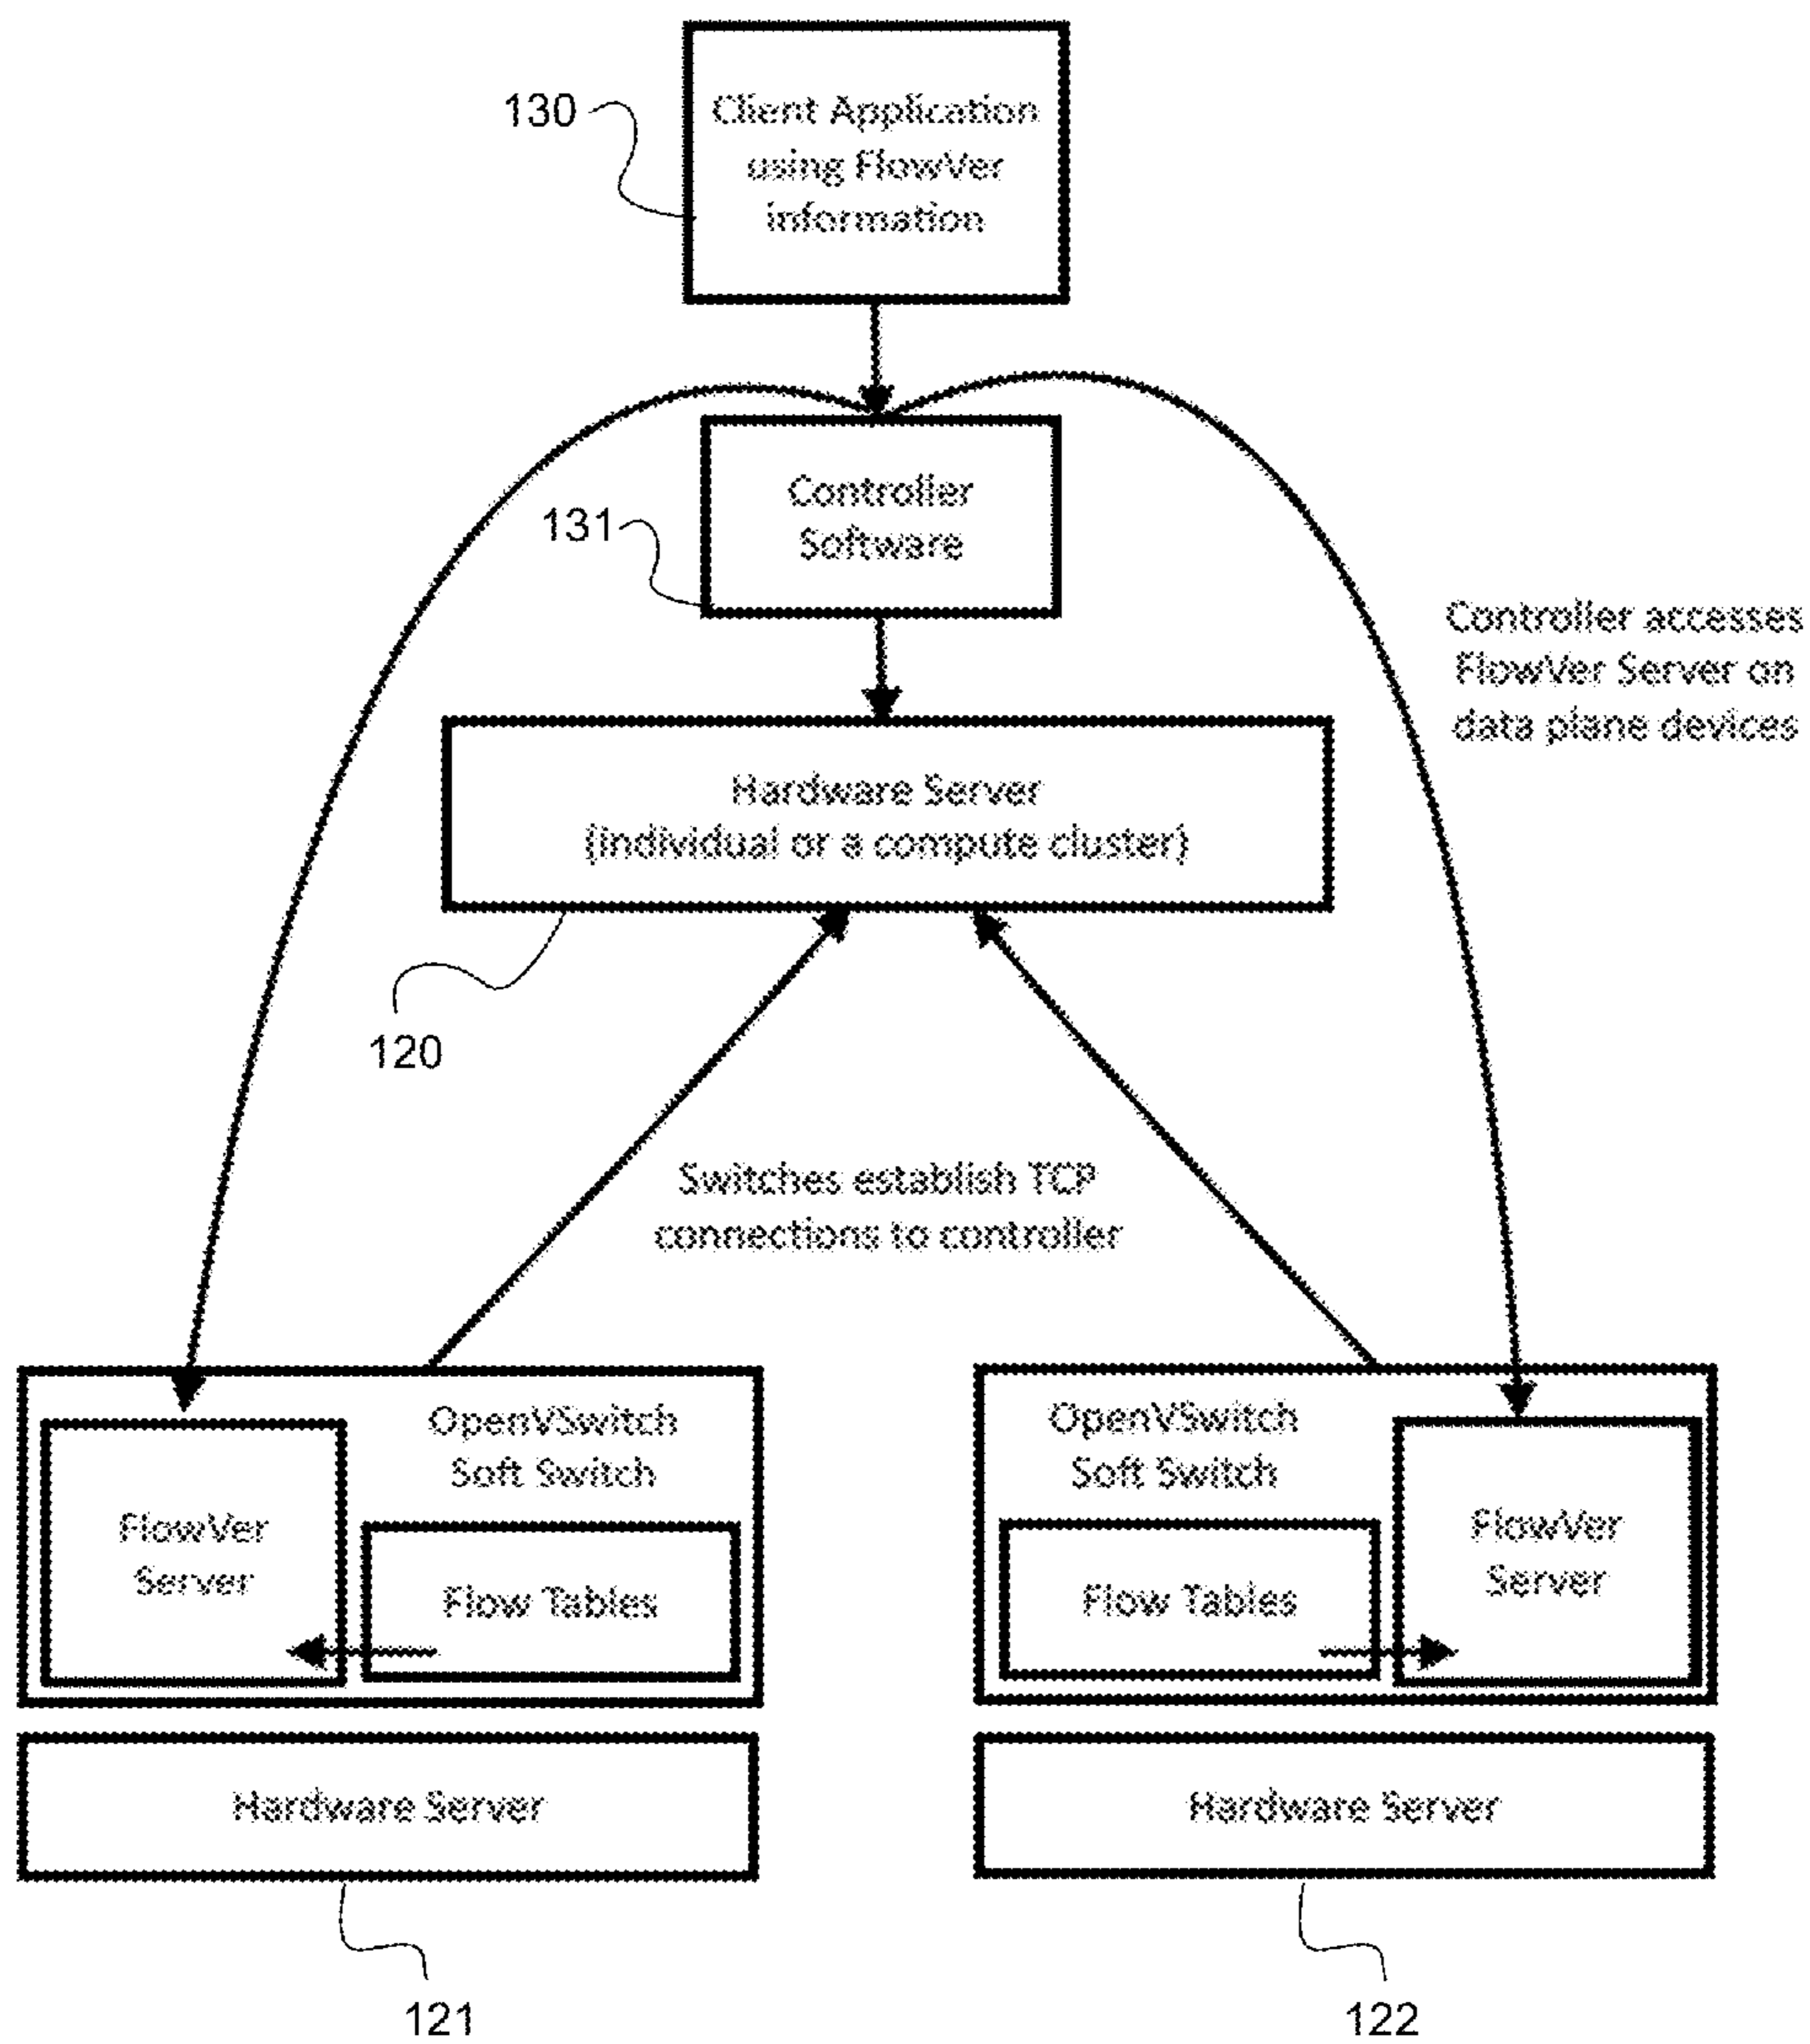 130
Client Application
using FlowVer
information
131
Controller
Software
Controller accesses
FlowVer Server on
data plane devices
Hardware Server
(individual or a compute cluster)
120
Switches establish TCP
connections to controller
OpenVSwitch
Soft Switch
FlowVer
Server
Flow Tables
OpenVSwitch
Soft Switch
Flow Tables
FlowVer
Server
Hardware Server
Hardware Server
121
122